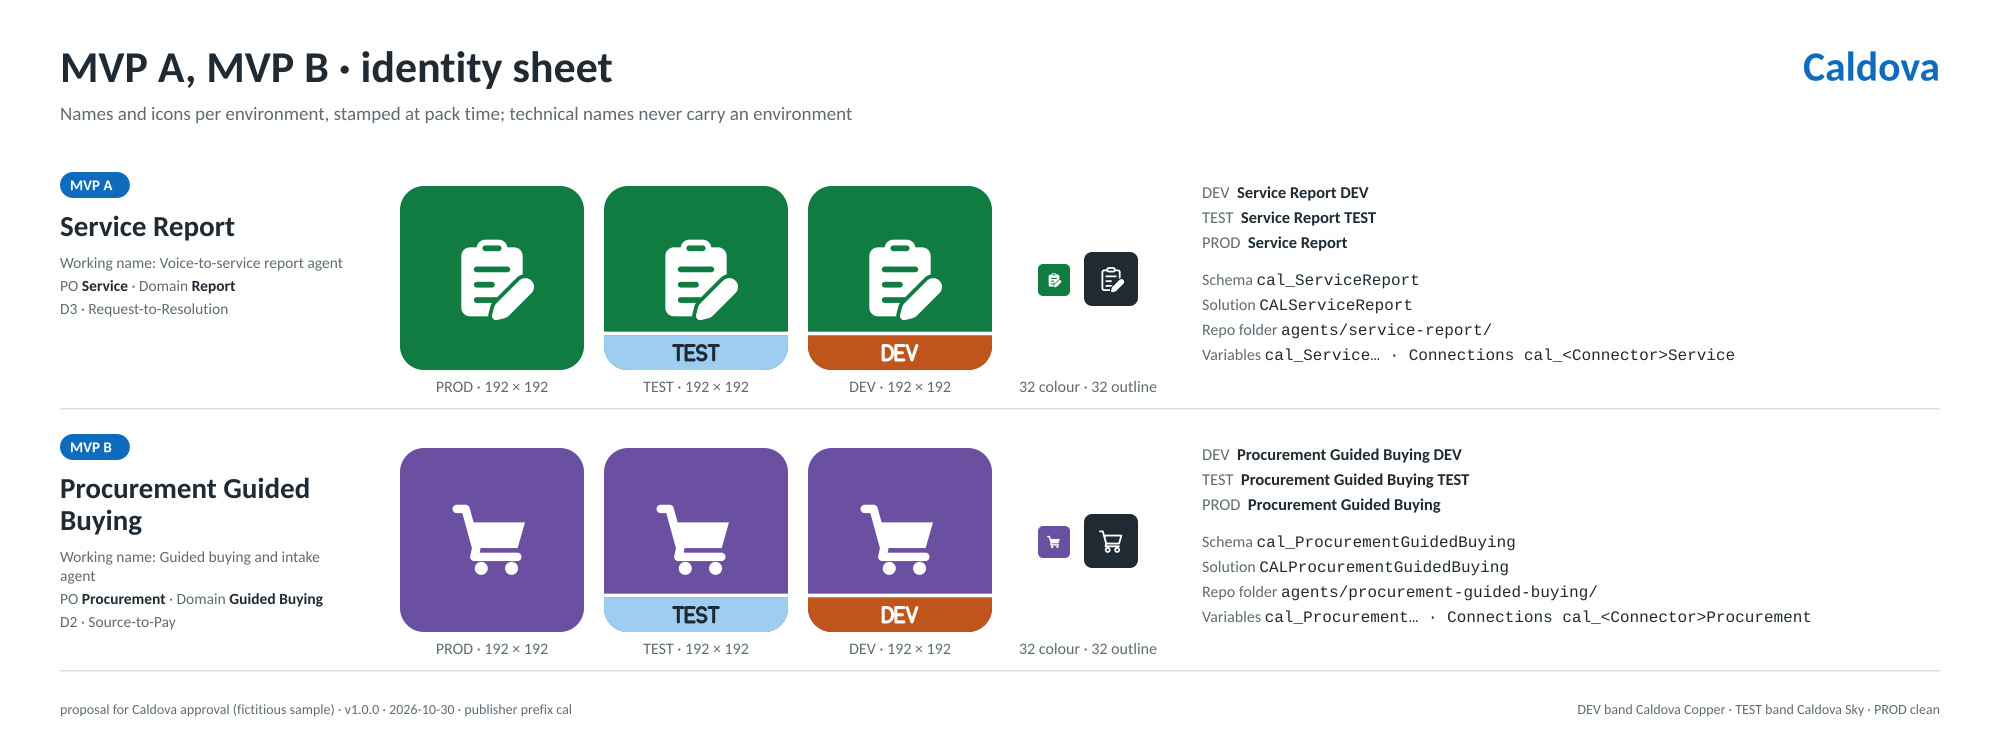 MVP A, MVP B · identity sheet
Caldova
Names and icons per environment, stamped at pack time; technical names never carry an environment
MVP A
Service Report
Working name: Voice-to-service report agent
PO Service · Domain Report
D3 · Request-to-Resolution
TEST
DEV
PROD · 192 × 192
TEST · 192 × 192
DEV · 192 × 192
32 colour · 32 outline
DEV Service Report DEV
TEST Service Report TEST
PROD Service Report
Schema cal_ServiceReport
Solution CALServiceReport
Repo folder agents/service-report/
Variables cal_Service… · Connections cal_<Connector>Service
MVP B
Procurement Guided
Buying
Working name: Guided buying and intake
agent
PO Procurement · Domain Guided Buying
D2 · Source-to-Pay
TEST
DEV
PROD · 192 × 192
TEST · 192 × 192
DEV · 192 × 192
32 colour · 32 outline
DEV Procurement Guided Buying DEV
TEST Procurement Guided Buying TEST
PROD Procurement Guided Buying
Schema cal_ProcurementGuidedBuying
Solution CALProcurementGuidedBuying
Repo folder agents/procurement-guided-buying/
Variables cal_Procurement… · Connections cal_<Connector>Procurement
proposal for Caldova approval (fictitious sample) · v1.0.0 · 2026-10-30 · publisher prefix cal
DEV band Caldova Copper · TEST band Caldova Sky · PROD clean